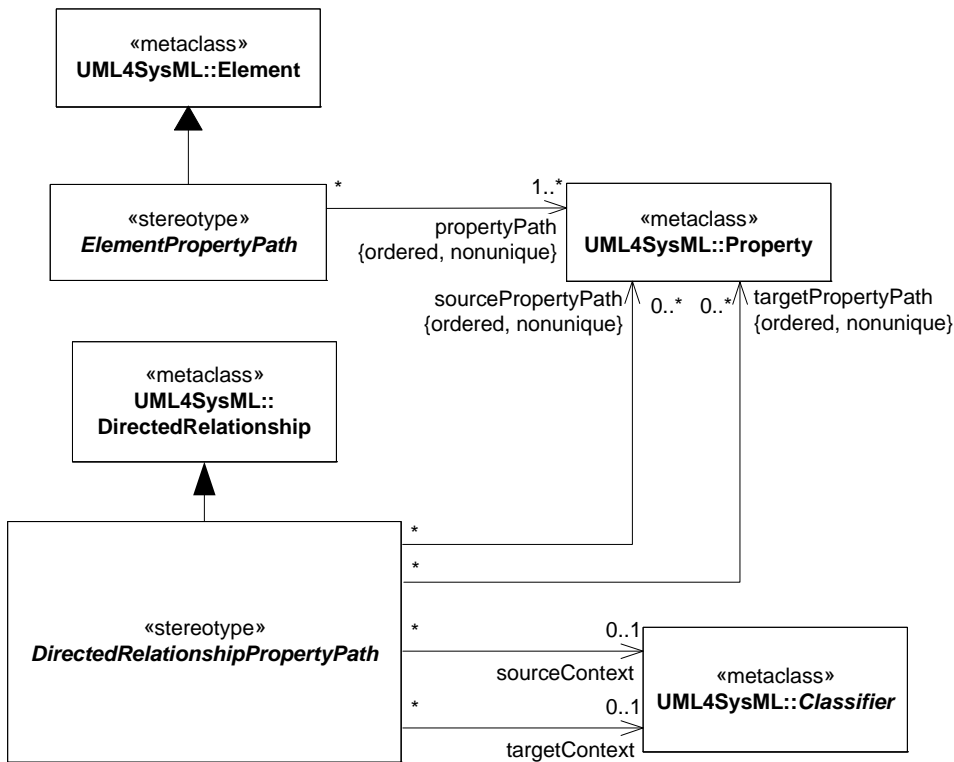 «metaclass»
UML4SysML::Element
«stereotype»
ElementPropertyPath
*
1..*
propertyPath
{ordered, nonunique}
«metaclass»
UML4SysML::Property
sourcePropertyPath
{ordered, nonunique}
0..*
0..*
targetPropertyPath
{ordered, nonunique}
«metaclass»
UML4SysML::
DirectedRelationship
«stereotype»
DirectedRelationshipPropertyPath
*
*
*
0..1
sourceContext
*
0..1
targetContext
«metaclass»
UML4SysML::Classifier